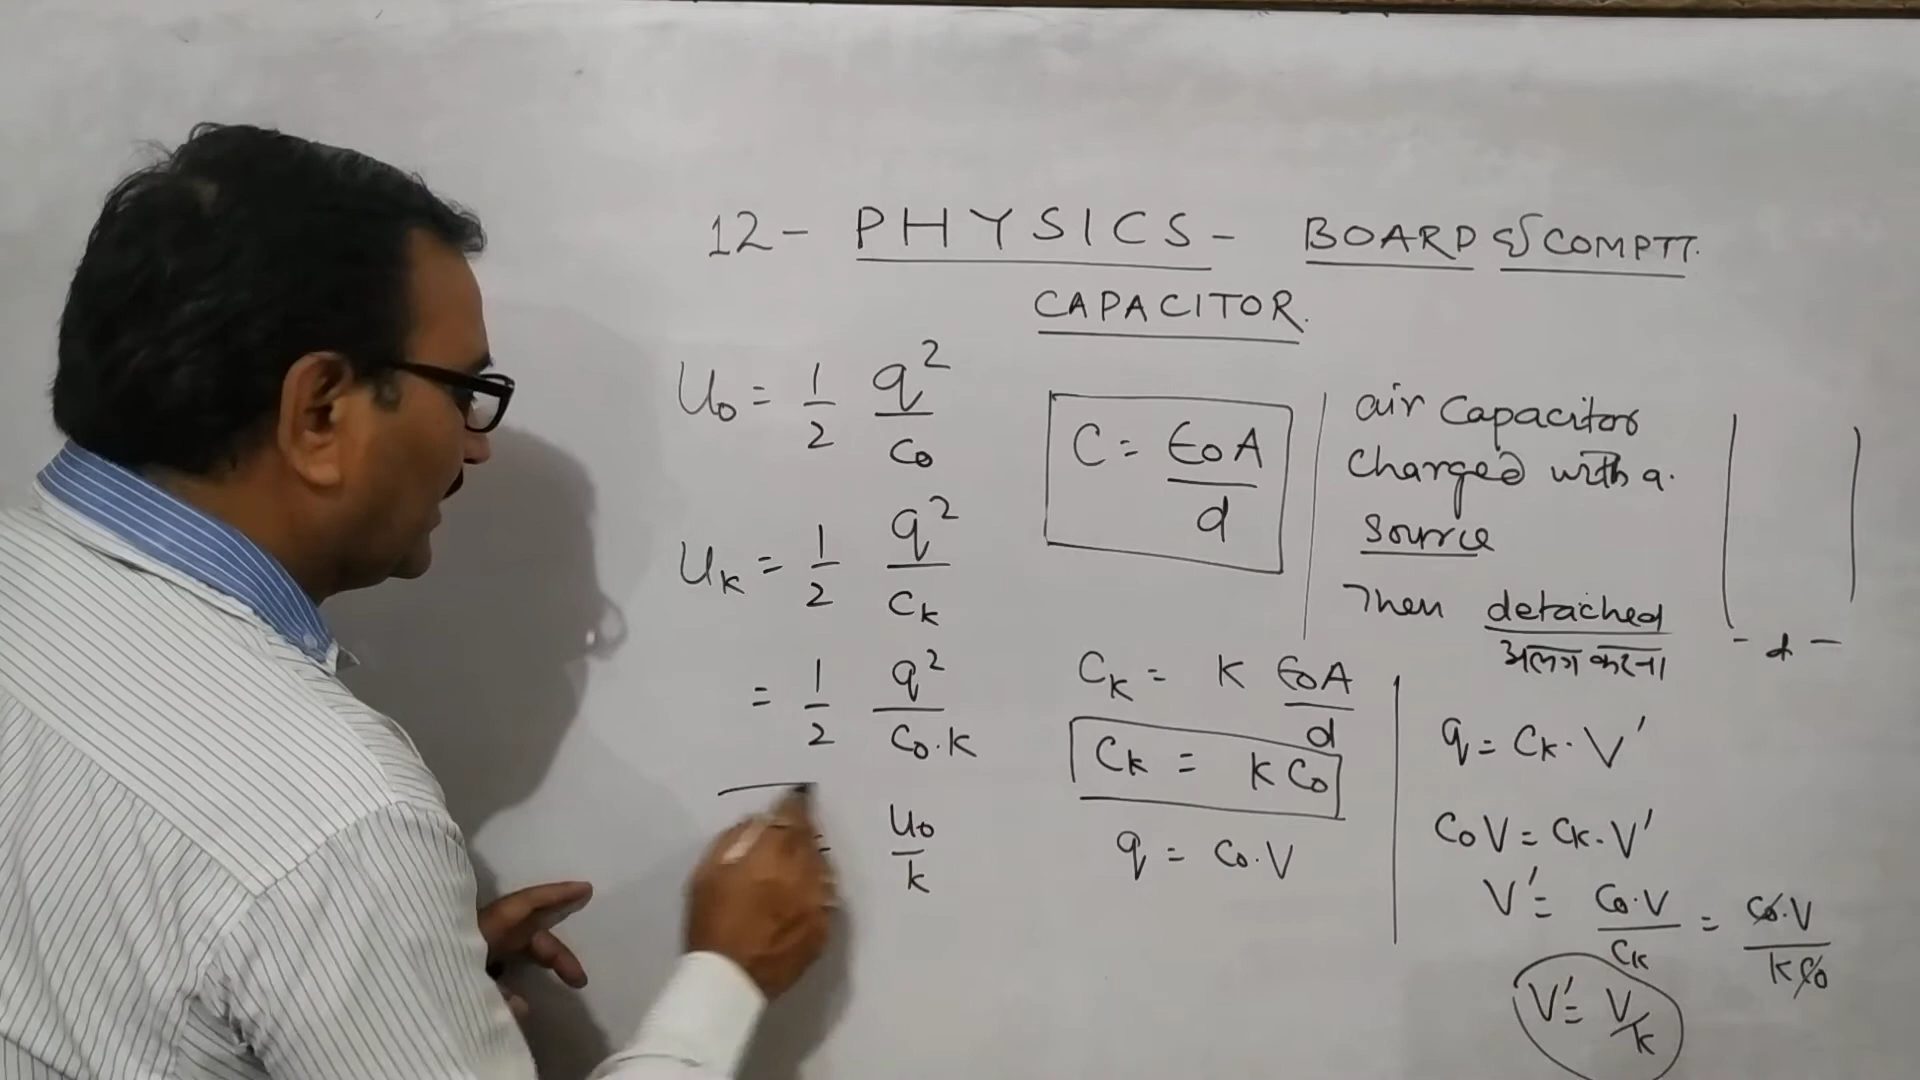 12 - PHYSICS - BOARD & COMPTT.
CAPACITOR.
U0 = 1/2 q²/C0
UK = 1/2 q²/CK
= 1/2 q²/C0.K
= U0/K
C = ϵ0A/d
CK = K ϵ0A/d
CK = K C0
q = C0.V
air capacitor
charged with a
source
Then detached
अलग करना
- d -
q = CK.V'
C0V = CK.V'
V' = C0.V/CK = C0.V/KC0
V' = V/K